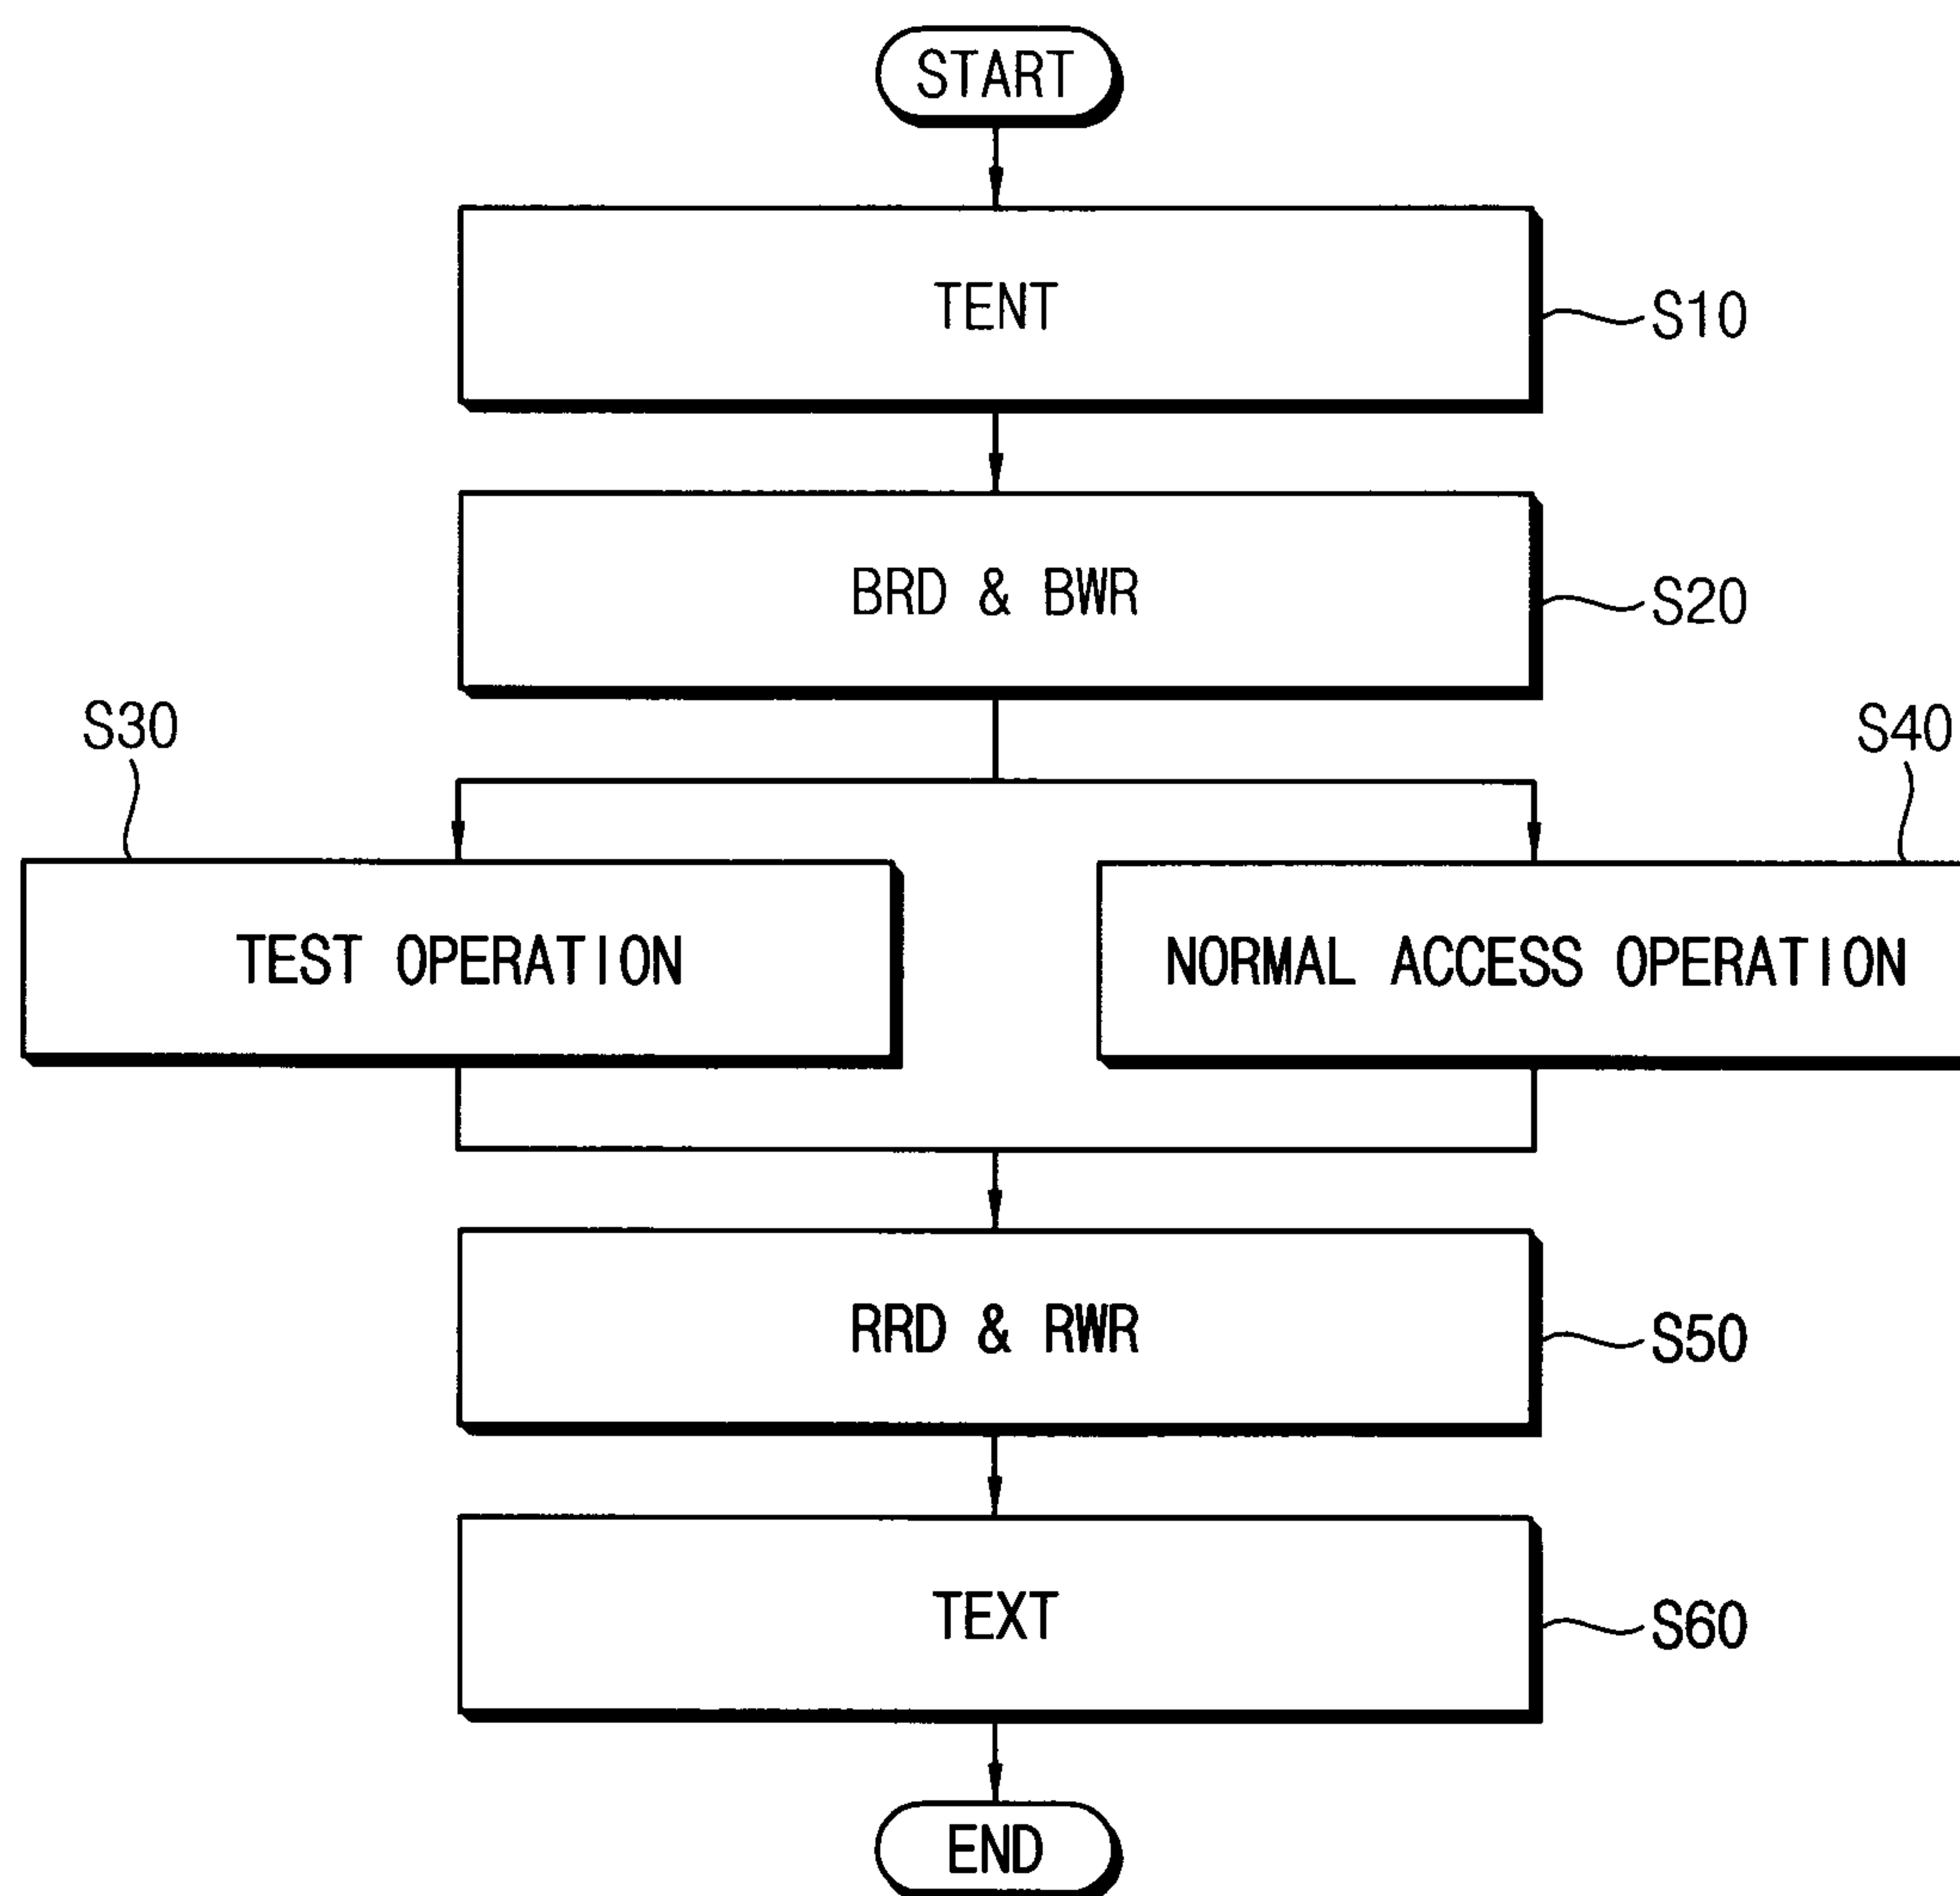 START
TENT
S10
BRD & BWR
S20
S30
S40
TEST OPERATION
NORMAL ACCESS OPERATION
RRD & RWR
S50
TEXT
S60
END